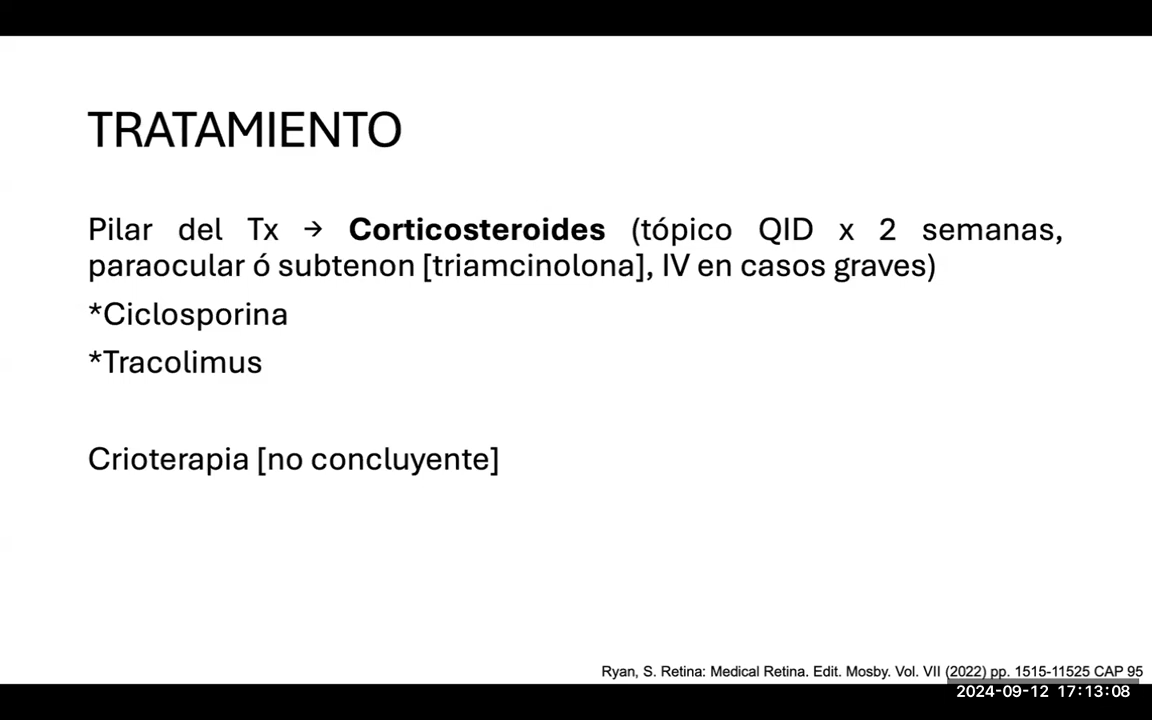 TRATAMIENTO
Pilar del Tx → Corticosteroides (tópico QID x 2 semanas,
paraocular ó subtenon [triamcinolona], IV en casos graves)
*Ciclosporina
*Tracolimus
Crioterapia [no concluyente]
Ryan, S. Retina: Medical Retina. Edit. Mosby. Vol. VII (2022) pp. 1515-11525 CAP 95
2024-09-12 17:13:08